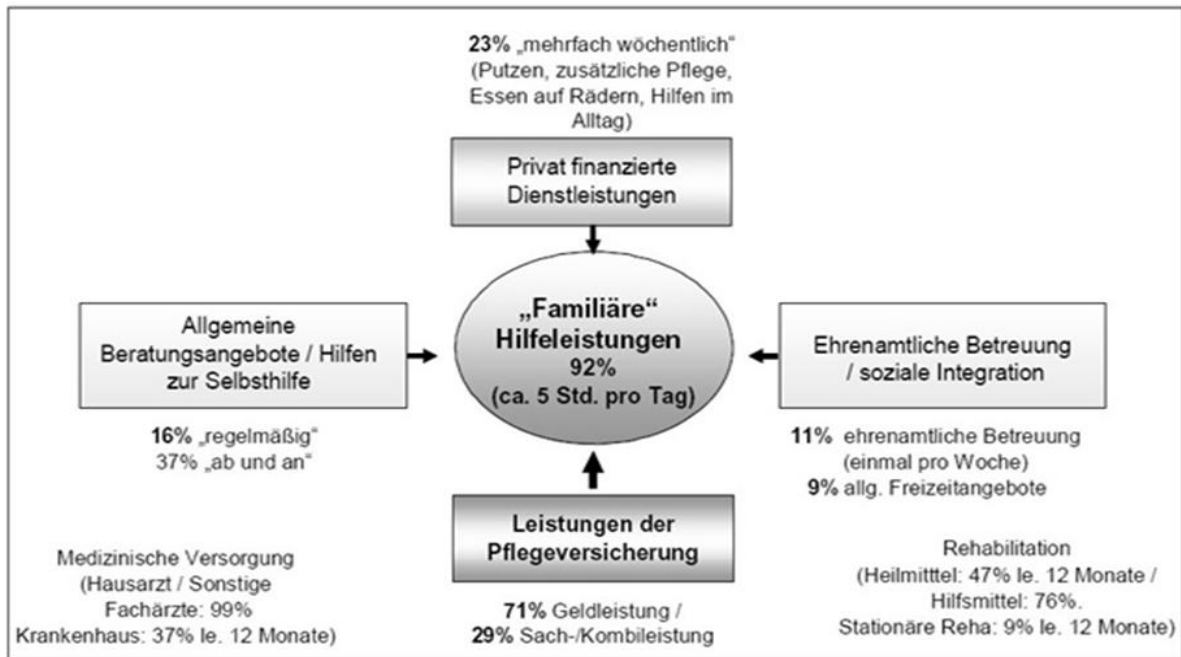 23% „mehrfach wöchentlich“
(Putzen, zusätzliche Pflege,
Essen auf Rädern, Hilfen im
Alltag)
Privat finanzierte
Dienstleistungen
„Familiäre“
Hilfeleistungen
92%
(ca. 5 Std. pro Tag)
Allgemeine
Beratungsangebote / Hilfen
zur Selbsthilfe
16% „regelmäßig“
37% „ab und an“
Ehrenamtliche Betreuung
/ soziale Integration
11% ehrenamtliche Betreuung
(einmal pro Woche)
9% allg. Freizeitangebote
Leistungen der
Pflegeversicherung
71% Geldleistung /
29% Sach-/Kombileistung
Medizinische Versorgung
(Hausarzt / Sonstige
Fachärzte: 99%
Krankenhaus: 37% le. 12 Monate)
Rehabilitation
(Heilmitttel: 47% le. 12 Monate /
Hilfsmittel: 76%.
Stationäre Reha: 9% le. 12 Monate)